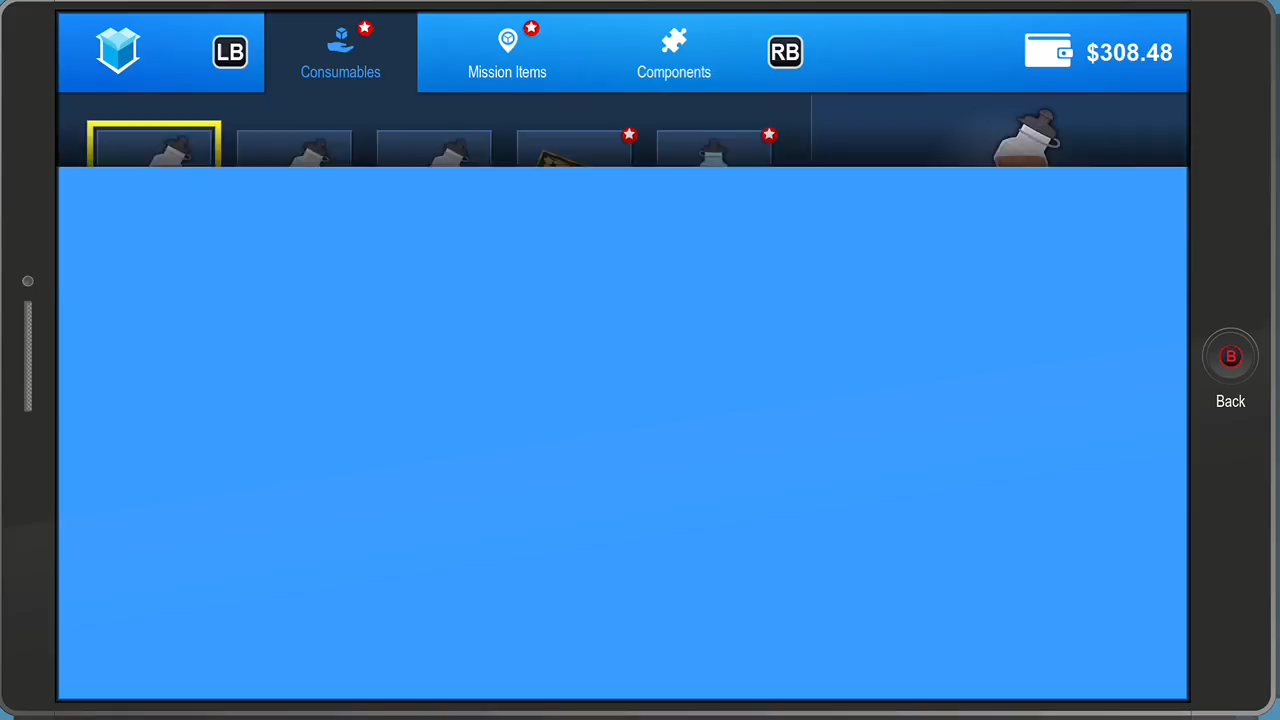 LB
Consumables
Mission Items
Components
RB
$308.48
B
Back